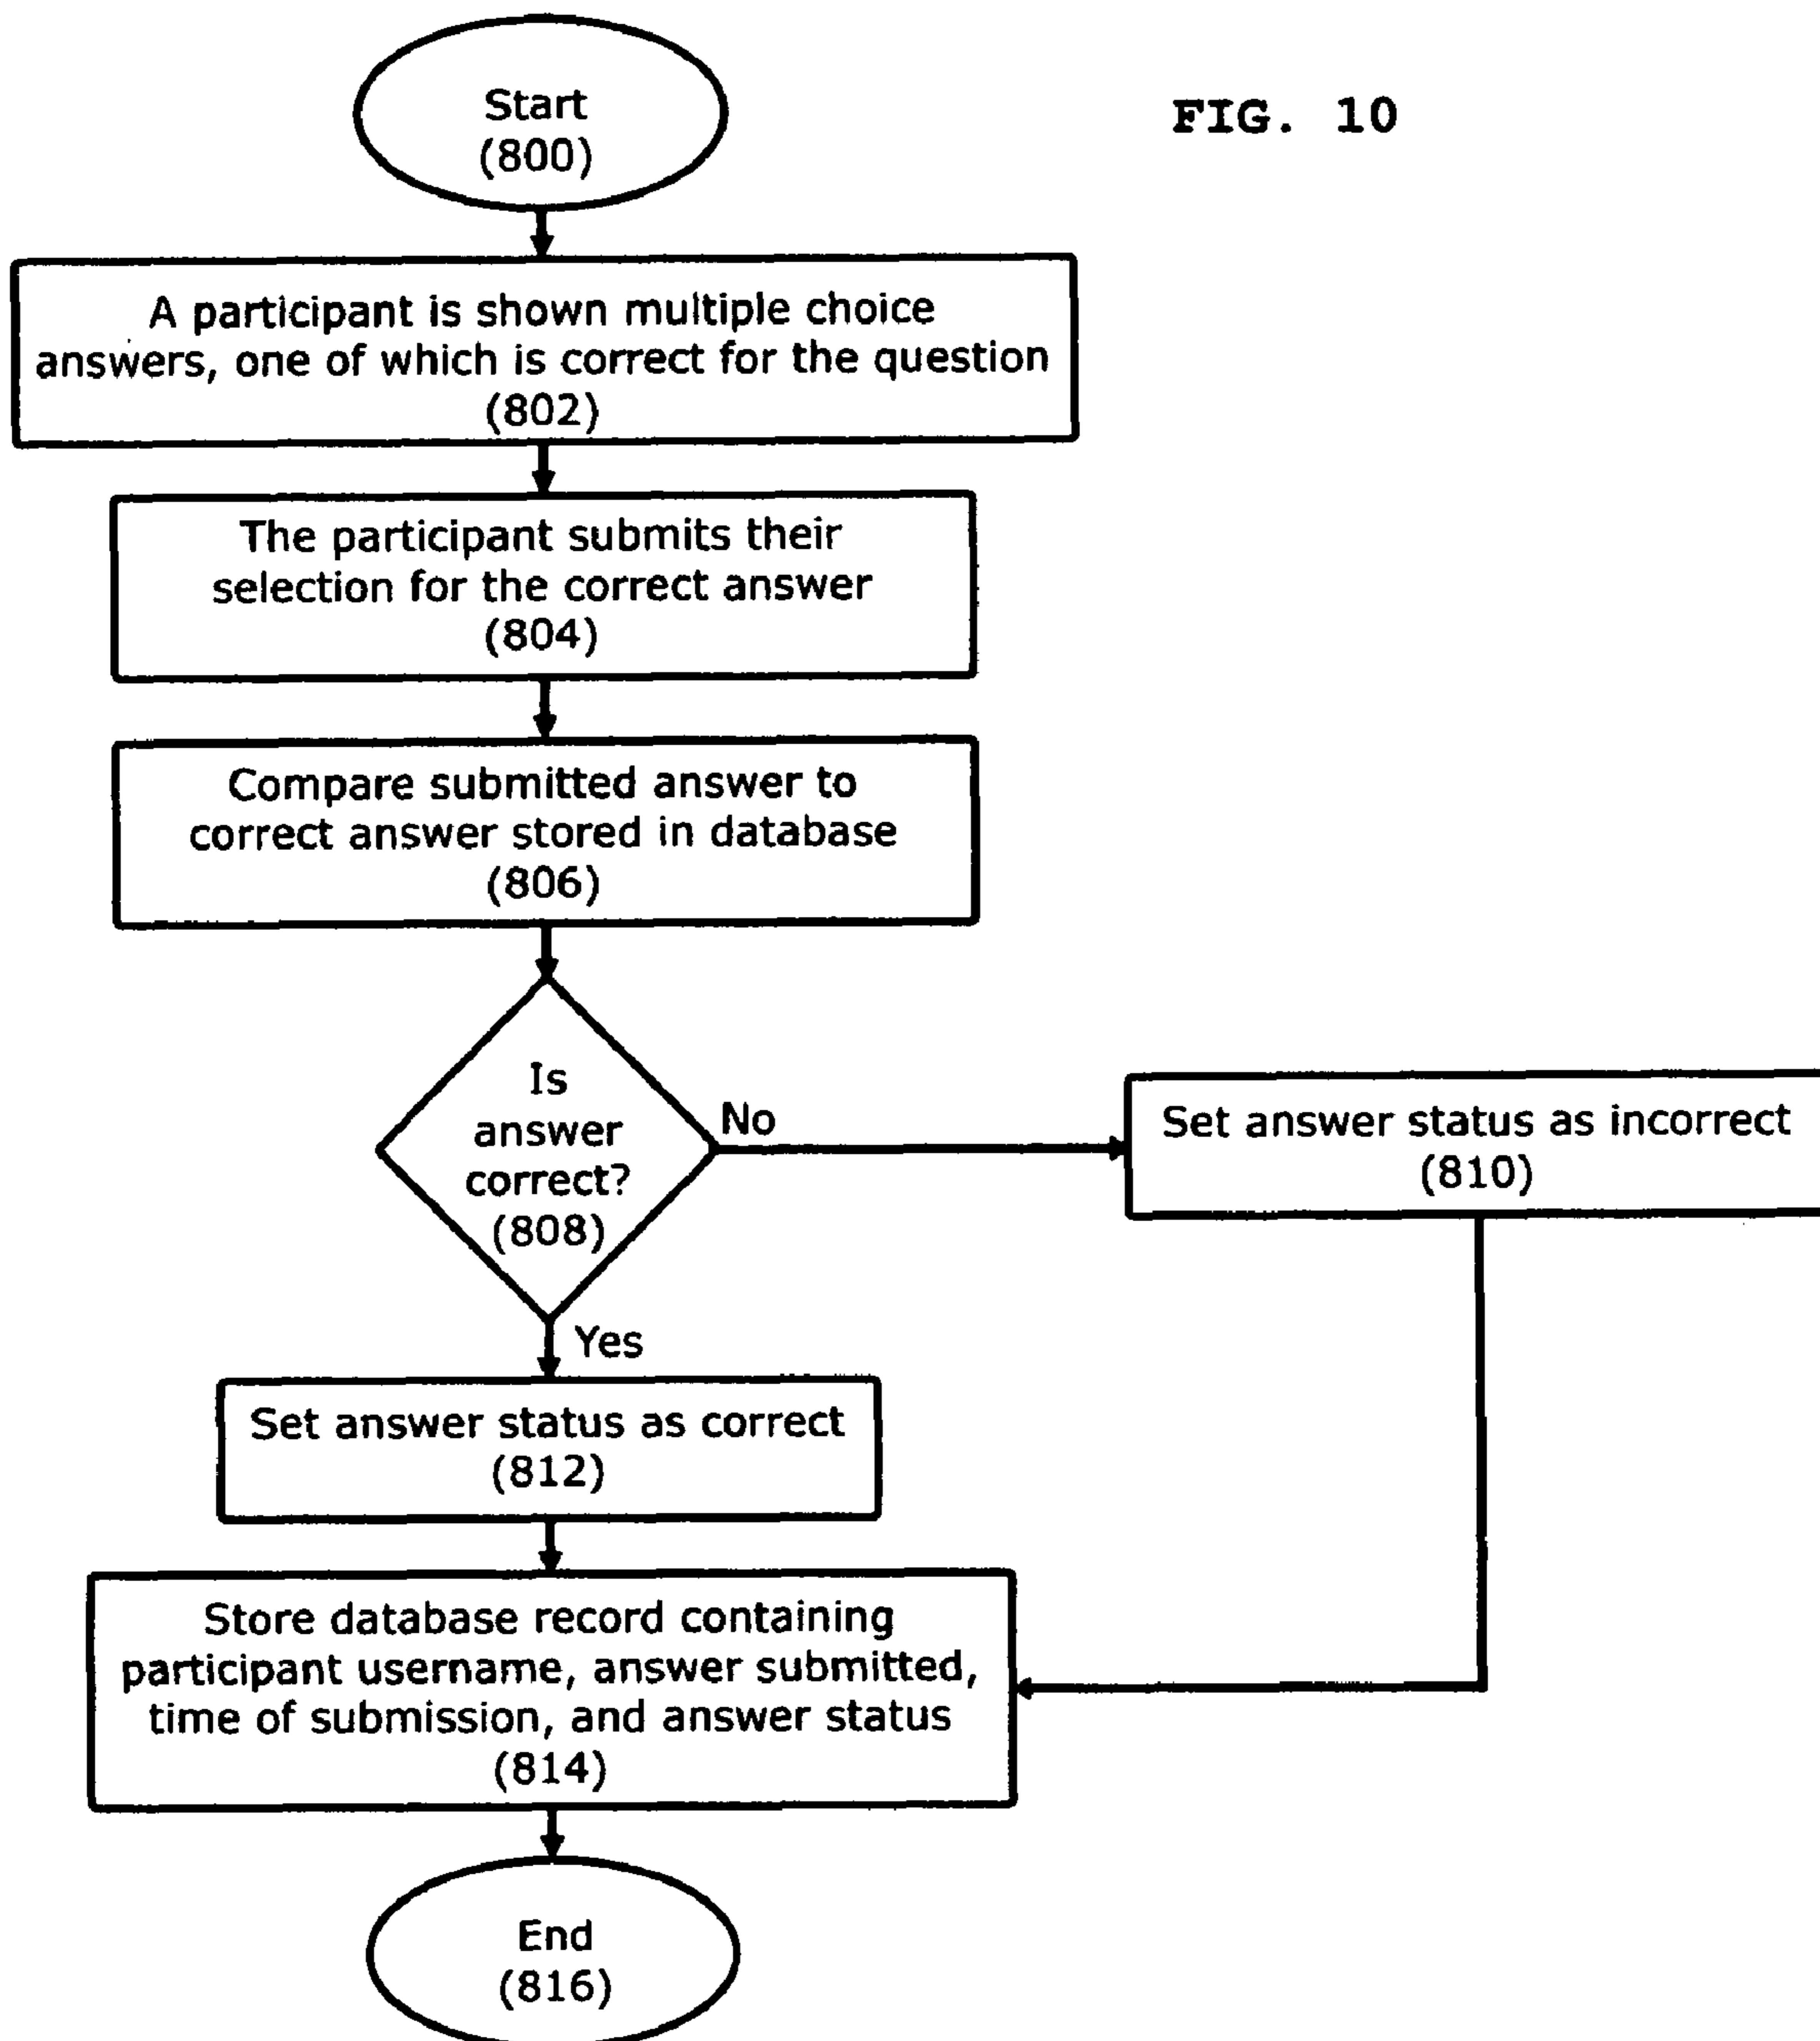 FIG. 10
Start
(800)
A participant is shown multiple choice
answers, one of which is correct for the question
(802)
The participant submits their
selection for the correct answer
(804)
Compare submitted answer to
correct answer stored in database
(806)
Is
answer
correct?
(808)
No
Set answer status as incorrect
(810)
Yes
Set answer status as correct
(812)
Store database record containing
participant username, answer submitted,
time of submission, and answer status
(814)
End
(816)